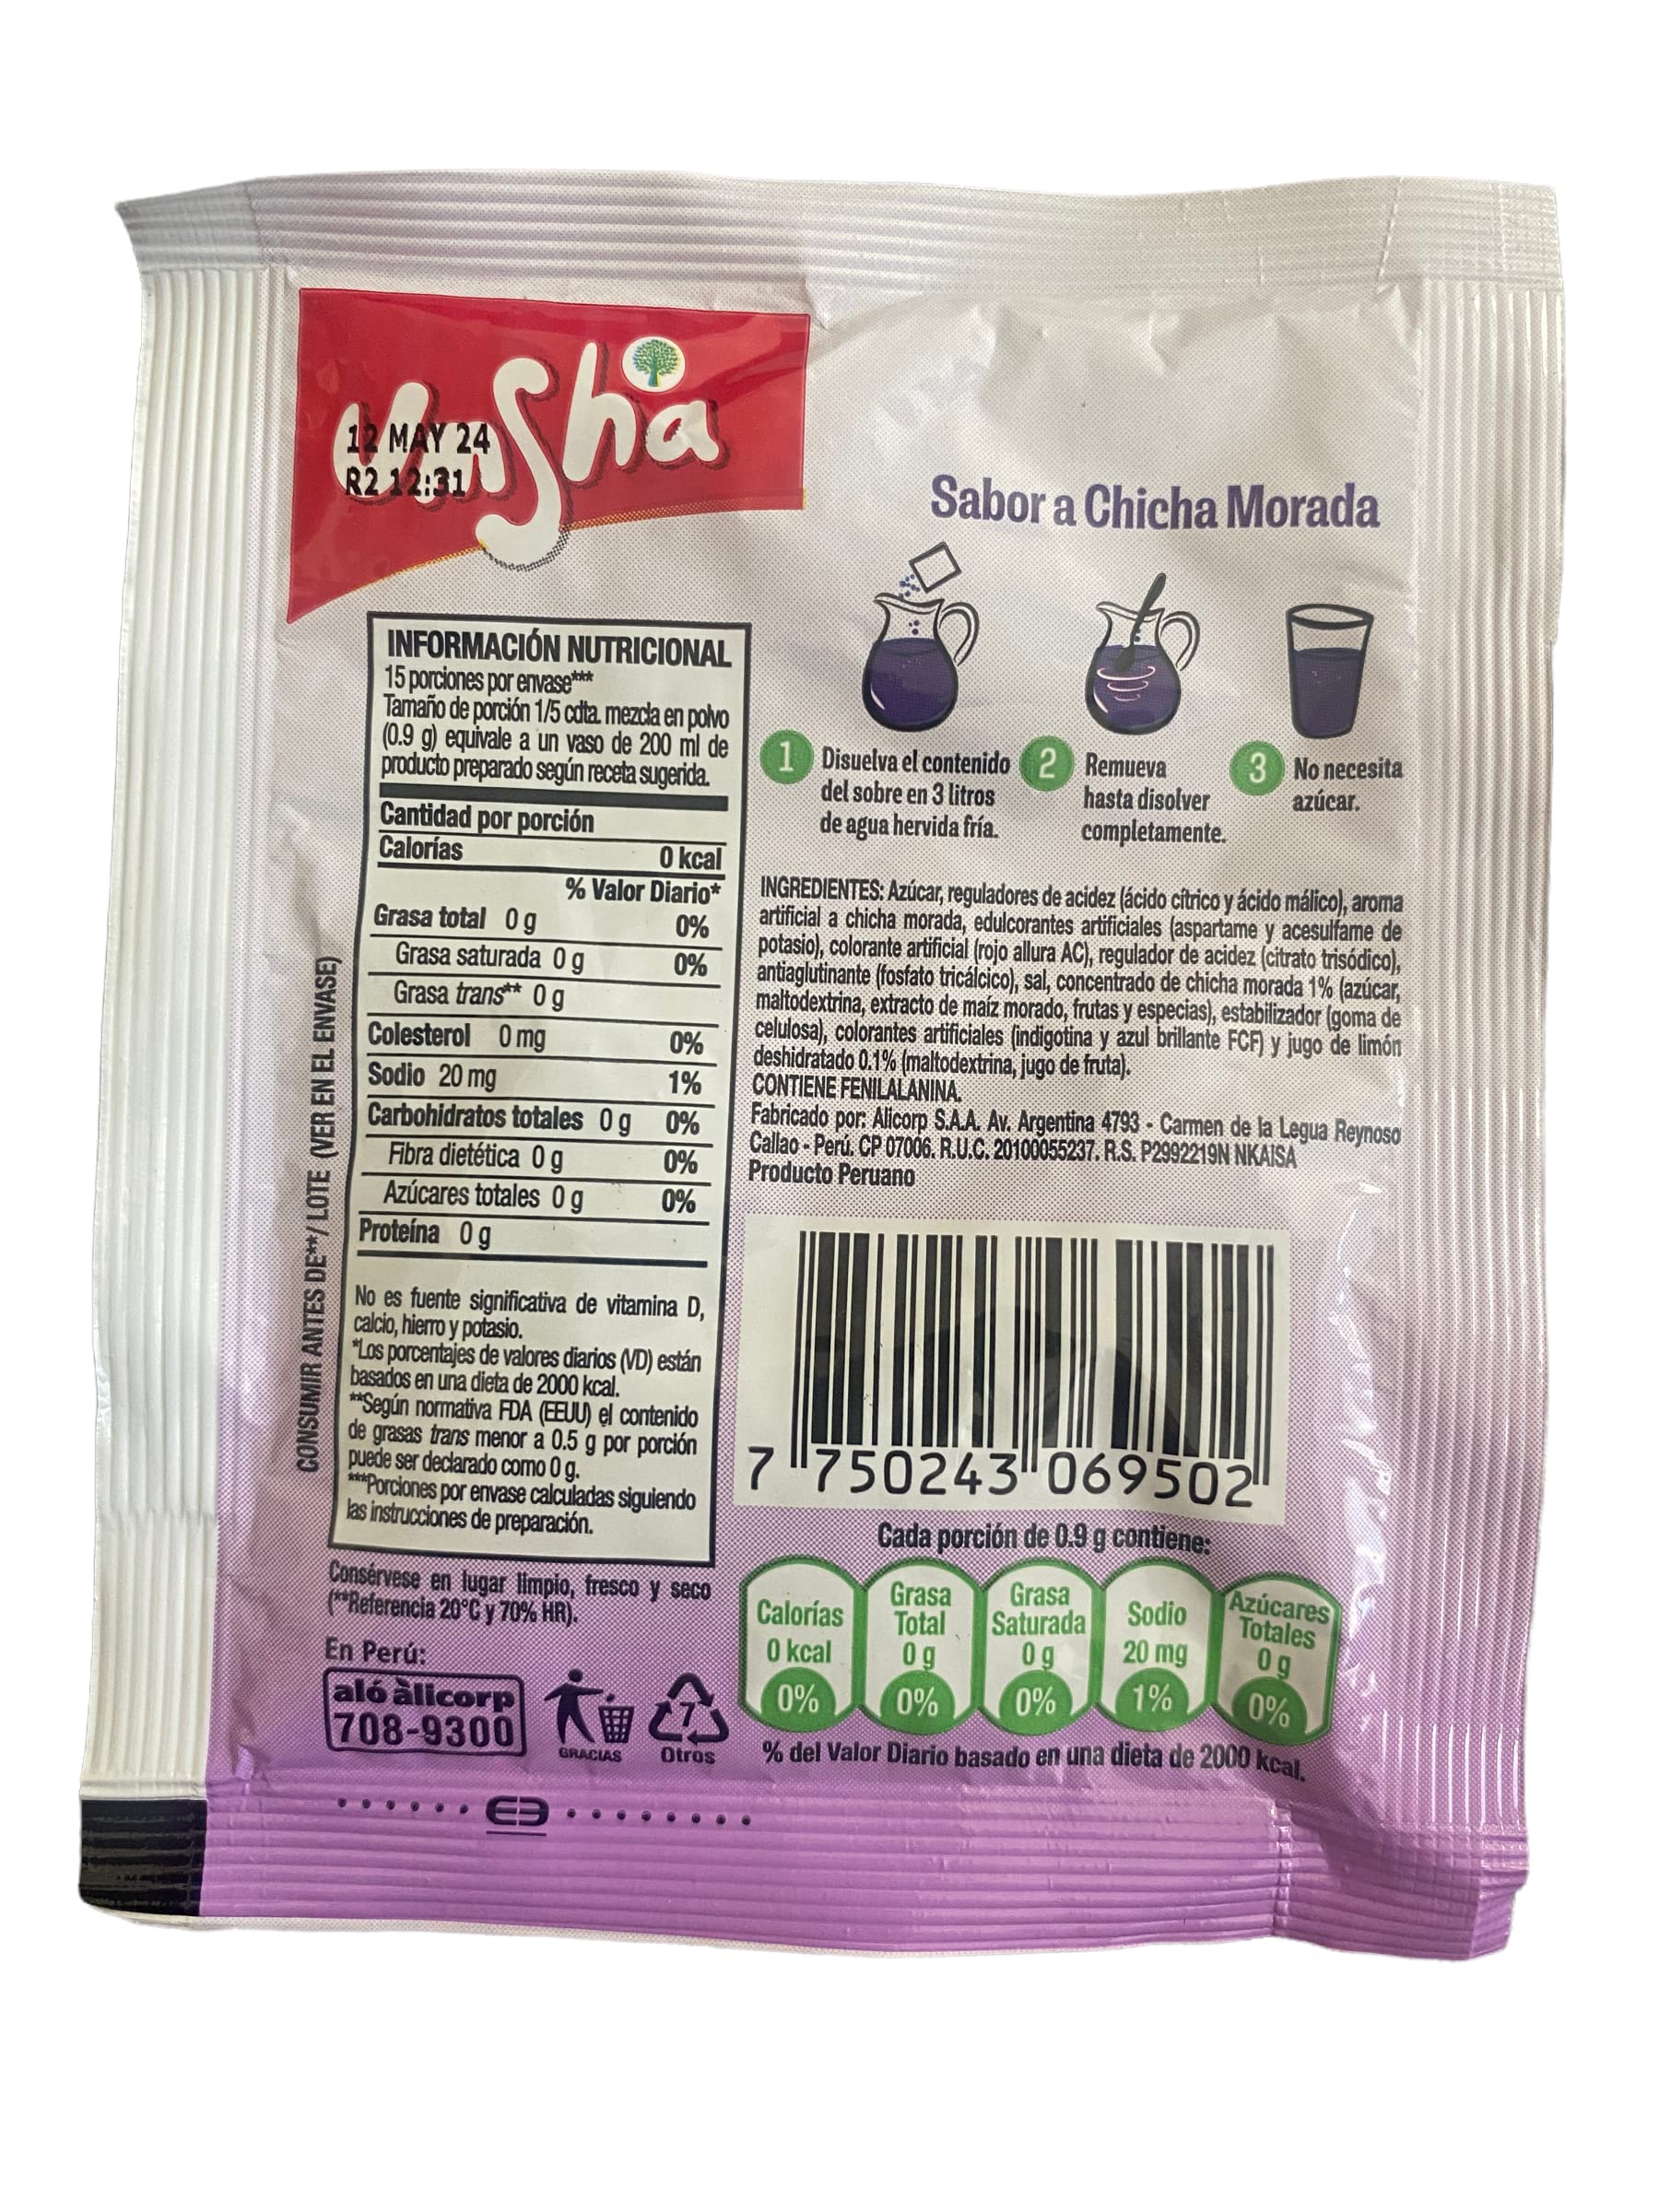 12 MAY 24
R2 12:31
Sabor a Chicha Morada
INFORMACIÓN NUTRICIONAL
15 porciones por envase***
Tamaño de porción 1/5 cdta. mezcla en polvo
(0.9 g) equivale a un vaso de 200 ml de
producto preparado según receta sugerida.
Cantidad por porción
Calorías 0 kcal
% Valor Diario*
Grasa total 0 g 0%
Grasa saturada 0 g 0%
Grasa trans** 0 g
Colesterol 0 mg 0%
Sodio 20 mg 1%
Carbohidratos totales 0 g 0%
Fibra dietética 0 g 0%
Azúcares totales 0 g 0%
Proteína 0 g
No es fuente significativa de vitamina D,
calcio, hierro y potasio.
*Los porcentajes de valores diarios (VD) están
basados en una dieta de 2000 kcal.
**Según normativa FDA (EEUU) el contenido
de grasas trans menor a 0.5 g por porción
puede ser declarado como 0 g.
***Porciones por envase calculadas siguiendo
las instrucciones de preparación.
CONSUMIR ANTES DE**/ LOTE (VER EN EL ENVASE)
Consérvese en lugar limpio, fresco y seco
(**Referencia 20°C y 70% HR).
En Perú:
aló àlicorp
708-9300
GRACIAS
7
Otros
1 Disuelva el contenido
del sobre en 3 litros
de agua hervida fría.
2 Remueva
hasta disolver
completamente.
3 No necesita
azúcar.
INGREDIENTES: Azúcar, reguladores de acidez (ácido cítrico y ácido málico), aroma
artificial a chicha morada, edulcorantes artificiales (aspartame y acesulfame de
potasio), colorante artificial (rojo allura AC), regulador de acidez (citrato trisódico),
antiaglutinante (fosfato tricálcico), sal, concentrado de chicha morada 1% (azúcar,
maltodextrina, extracto de maíz morado, frutas y especias), estabilizador (goma de
celulosa), colorantes artificiales (indigotina y azul brillante FCF) y jugo de limón
deshidratado 0.1% (maltodextrina, jugo de fruta).
CONTIENE FENILALANINA.
Fabricado por: Alicorp S.A.A. Av. Argentina 4793 - Carmen de la Legua Reynoso
Callao - Perú. CP 07006. R.U.C. 20100055237. R.S. P2992219N NKAISA
Producto Peruano
7 750243 069502
Cada porción de 0.9 g contiene:
Calorías
0 kcal
0%
Grasa
Total
0 g
0%
Grasa
Saturada
0 g
0%
Sodio
20 mg
1%
Azúcares
Totales
0 g
0%
% del Valor Diario basado en una dieta de 2000 kcal.